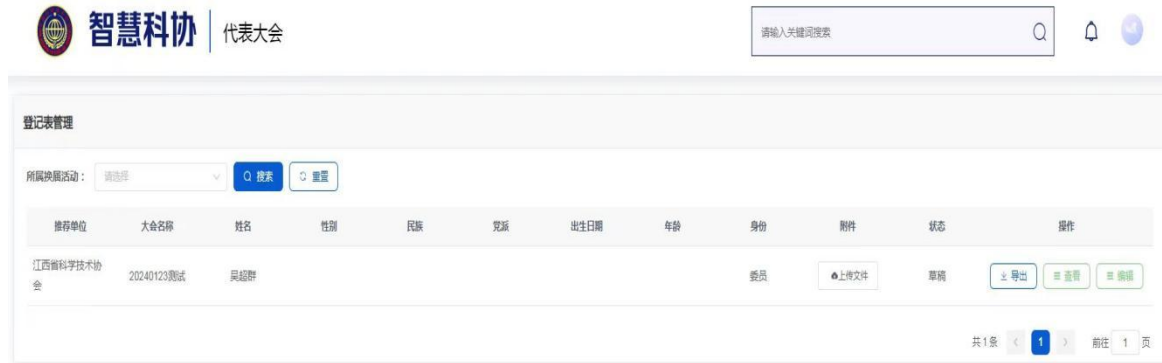 智慧科协 代表大会
请输入关键词搜索
登记表管理
所属换届活动： 请选择 搜索 重置
推荐单位 大会名称 姓名 性别 民族 党派 出生日期 年龄 身份 附件 状态 操作
江西省科学技术协
会
20240123测试 吴超群 委员 上传文件 草稿 导出 查看 编辑
共1条 1 前往 1 页